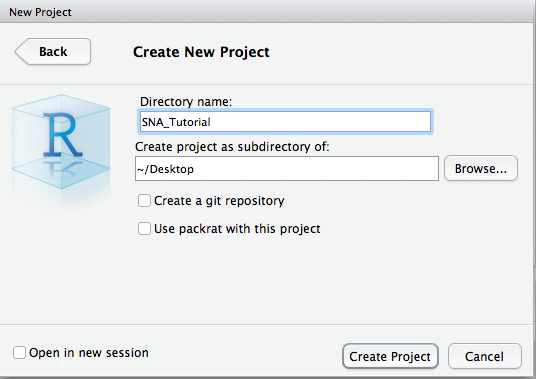 New Project
Back
Create New Project
R
Directory name:
SNA_Tutorial
Create project as subdirectory of:
~/Desktop
Browse...
Create a git repository
Use packrat with this project
Open in new session
Create Project
Cancel